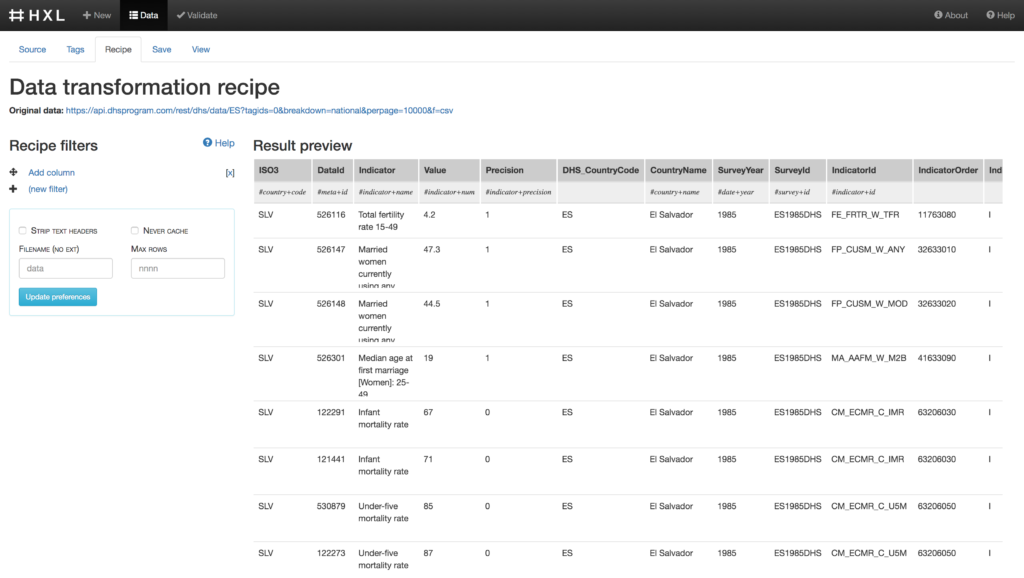 HXL New Data Validate About Help
Source Tags Recipe Save View
Data transformation recipe
Original data: https://api.dhsprogram.com/rest/dhs/data/ES?tagids=0&breakdown=national&perpage=10000&f=csv
Recipe filters Help
Add column [x]
(new filter)
Strip text headers Never cache
Filename (no ext) Max rows
data nnnn
Update preferences
Result preview
ISO3 DataId Indicator Value Precision DHS_CountryCode CountryName SurveyYear SurveyId IndicatorId IndicatorOrder Ind
#country+code #meta+id #indicator+name #indicator+num #indicator+precision #country+name #date+year #survey+id #indicator+id
SLV 526116 Total fertility 4.2 1 ES El Salvador 1985 ES1985DHS FE_FRTR_W_TFR 11763080 I
rate 15-49
SLV 526147 Married 47.3 1 ES El Salvador 1985 ES1985DHS FP_CUSM_W_ANY 32633010 I
women
currently
using any
SLV 526148 Married 44.5 1 ES El Salvador 1985 ES1985DHS FP_CUSM_W_MOD 32633020 I
women
currently
using any
SLV 526301 Median age at 19 1 ES El Salvador 1985 ES1985DHS MA_AAFM_W_M2B 41633090 I
first marriage
[Women]: 25-
49
SLV 122291 Infant 67 0 ES El Salvador 1985 ES1985DHS CM_ECMR_C_IMR 63206030 I
mortality rate
SLV 121441 Infant 71 0 ES El Salvador 1985 ES1985DHS CM_ECMR_C_IMR 63206030 I
mortality rate
SLV 530879 Under-five 85 0 ES El Salvador 1985 ES1985DHS CM_ECMR_C_U5M 63206050 I
mortality rate
SLV 122273 Under-five 87 0 ES El Salvador 1985 ES1985DHS CM_ECMR_C_U5M 63206050 I
mortality rate